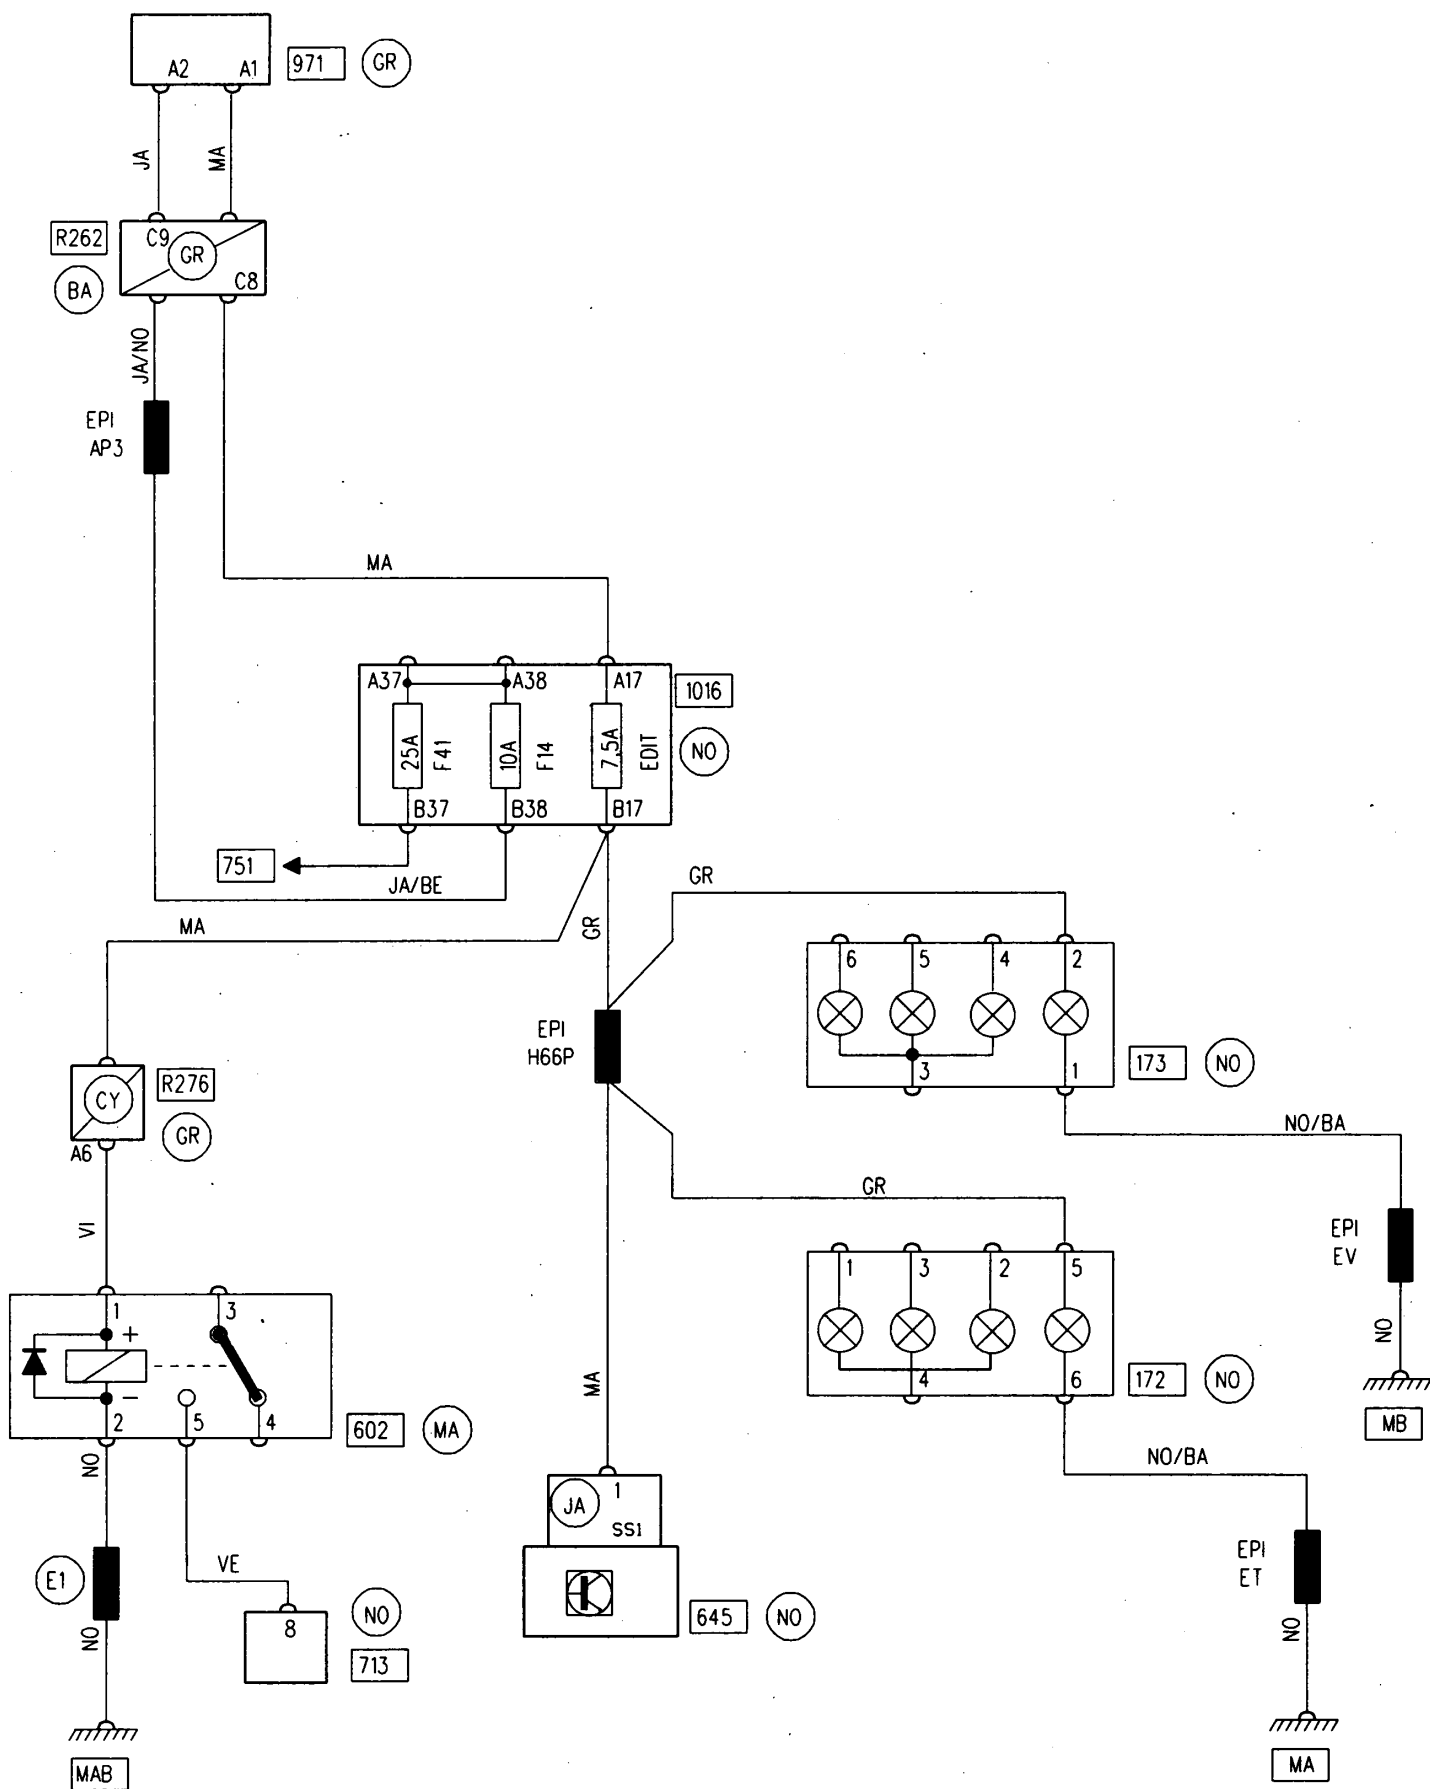 A2 A1
971 GR
JA
MA
R262
C9
GR
C8
BA
JA/NO
EPI
AP3
MA
A37 A38 A17
1016
25A F41
10A F14
7,5A EDIT
NO
B37 B38 B17
751
JA/BE
MA
GR
GR
6 5 4 2
3 1
173 NO
EPI
H66P
CY
R276
GR
A6
VI
NO/BA
GR
EPI
EV
NO
MB
1 3 2 5
4 6
172 NO
1 + 3
- 2 5 4
602 MA
MA
NO
NO/BA
JA
1
SS1
E1
VE
NO
8
713
645 NO
EPI
ET
NO
NO
MAB
MA